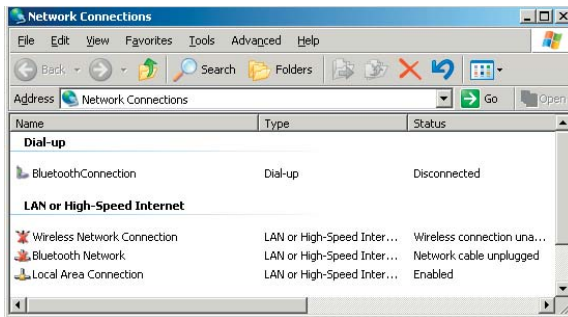 Network Connections
File Edit View Favorites Tools Advanced Help
Back Search Folders
Address Network Connections Go Open
Name Type Status
Dial-up
BluetoothConnection Dial-up Disconnected
LAN or High-Speed Internet
Wireless Network Connection LAN or High-Speed Inter... Wireless connection una...
Bluetooth Network LAN or High-Speed Inter... Network cable unplugged
Local Area Connection LAN or High-Speed Inter... Enabled